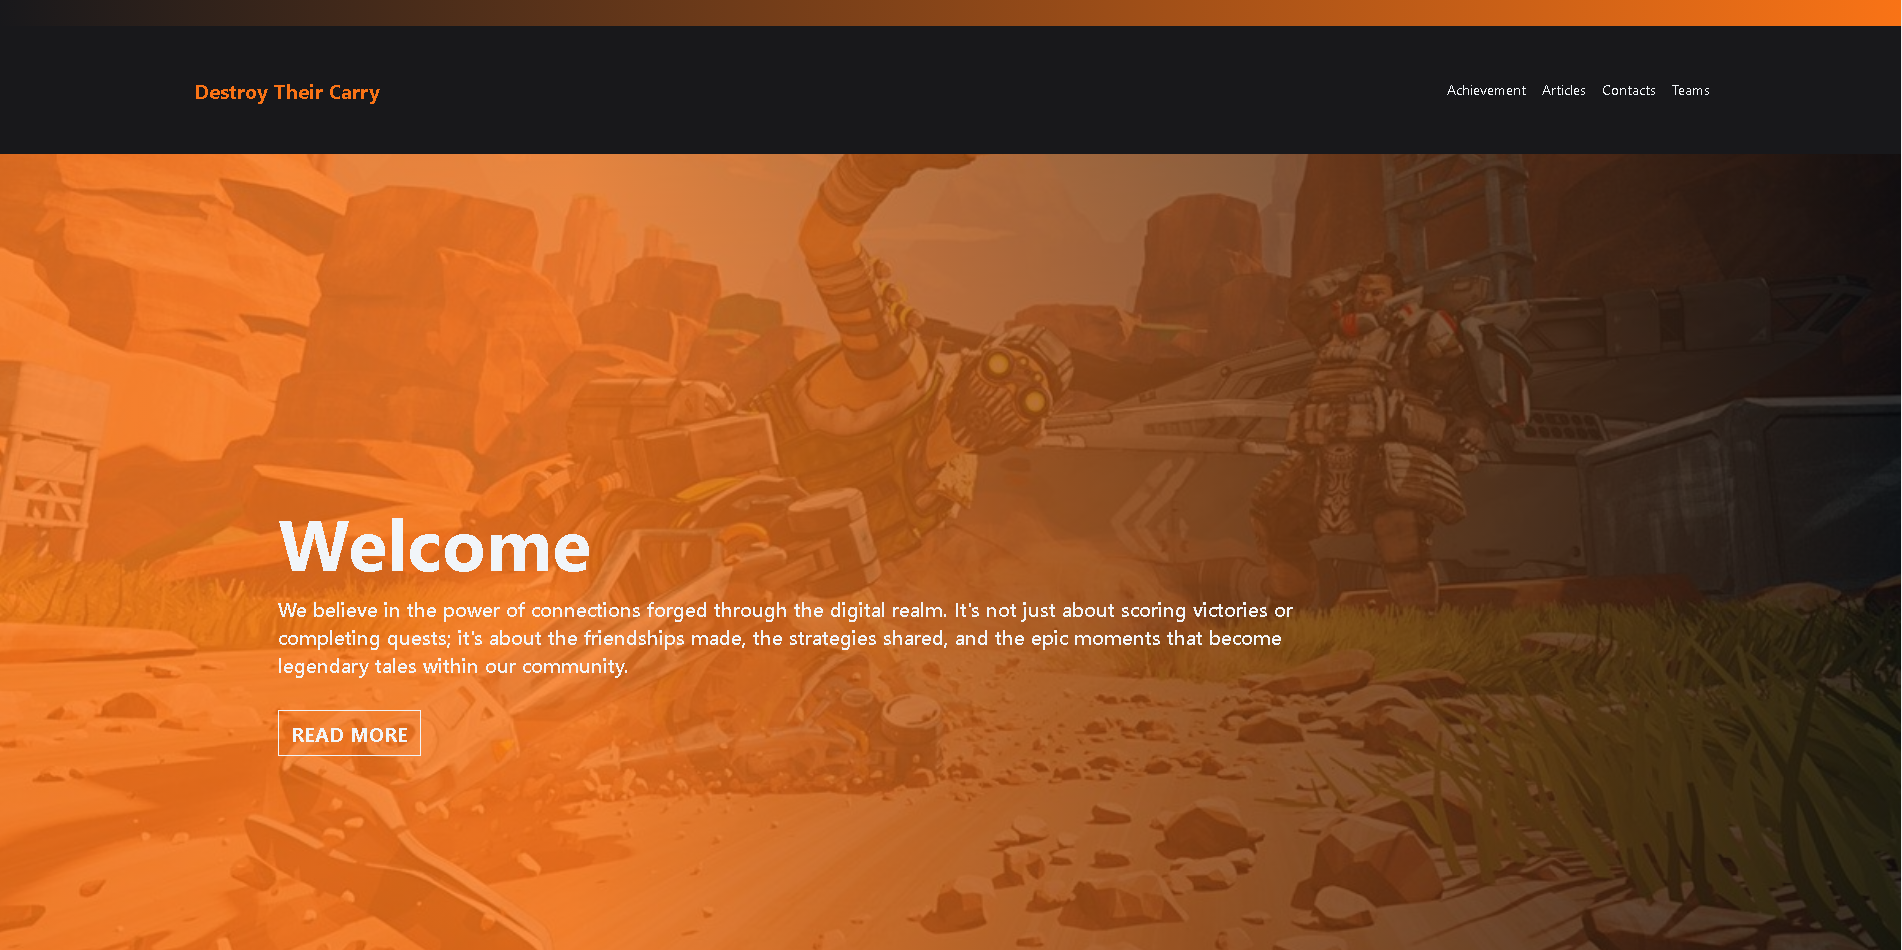 Destroy Their Carry
Achievement Articles Contacts Teams
Welcome
We believe in the power of connections forged through the digital realm. It's not just about scoring victories or
completing quests; it's about the friendships made, the strategies shared, and the epic moments that become
legendary tales within our community.
READ MORE